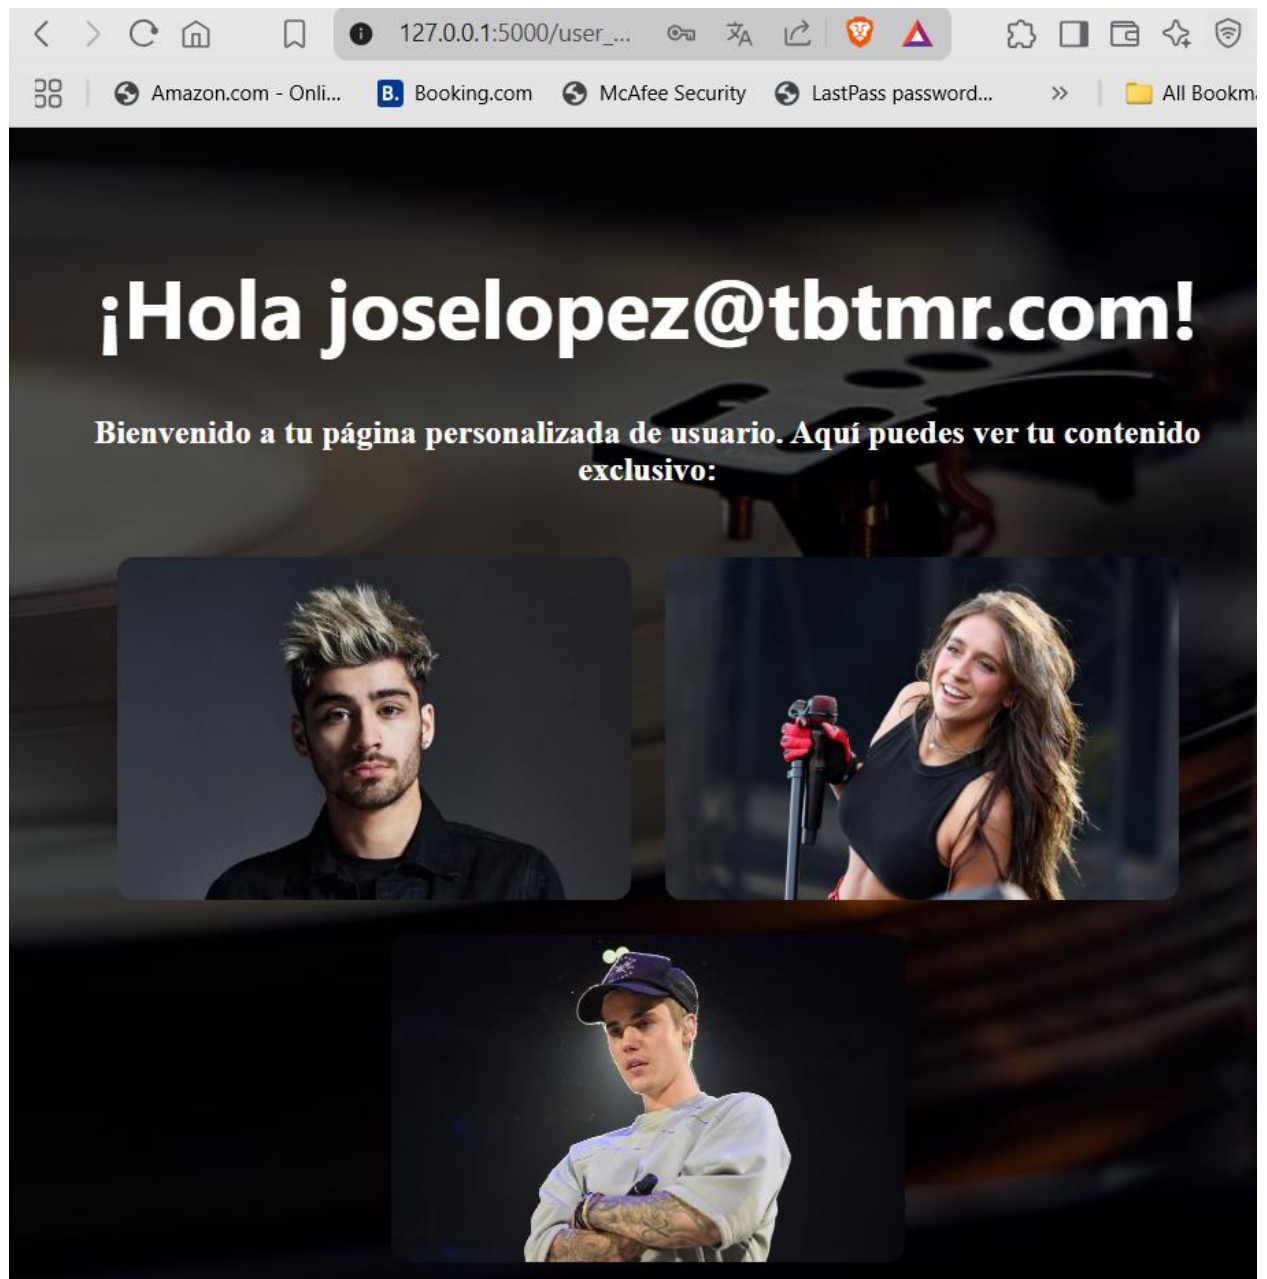 127.0.0.1:5000/user_...
Amazon.com - Onli... B. Booking.com McAfee Security LastPass password... >> All Bookm
¡Hola joselopez@tbtmr.com!
Bienvenido a tu página personalizada de usuario. Aquí puedes ver tu contenido
exclusivo: